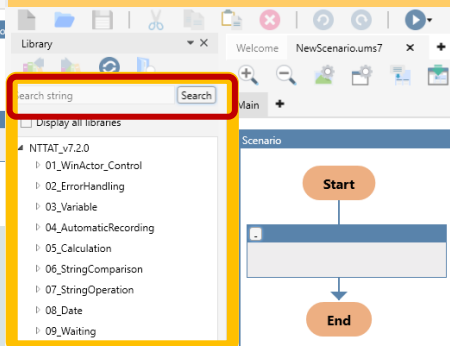 Library
Welcome NewScenario.ums7
Search string Search
Main
Display all libraries
Scenario
NTTAT_v7.2.0
01_WinActor_Control
02_ErrorHandling
03_Variable
04_AutomaticRecording
05_Calculation
06_StringComparison
07_StringOperation
08_Date
09_Waiting
Start
End